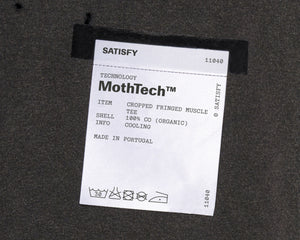 SATISFY
11040
TECHNOLOGY
MothTech™
ITEM CROPPED FRINGED MUSCLE
TEE
SHELL 100% CO (ORGANIC)
INFO COOLING
MADE IN PORTUGAL
© SATISFY
11040